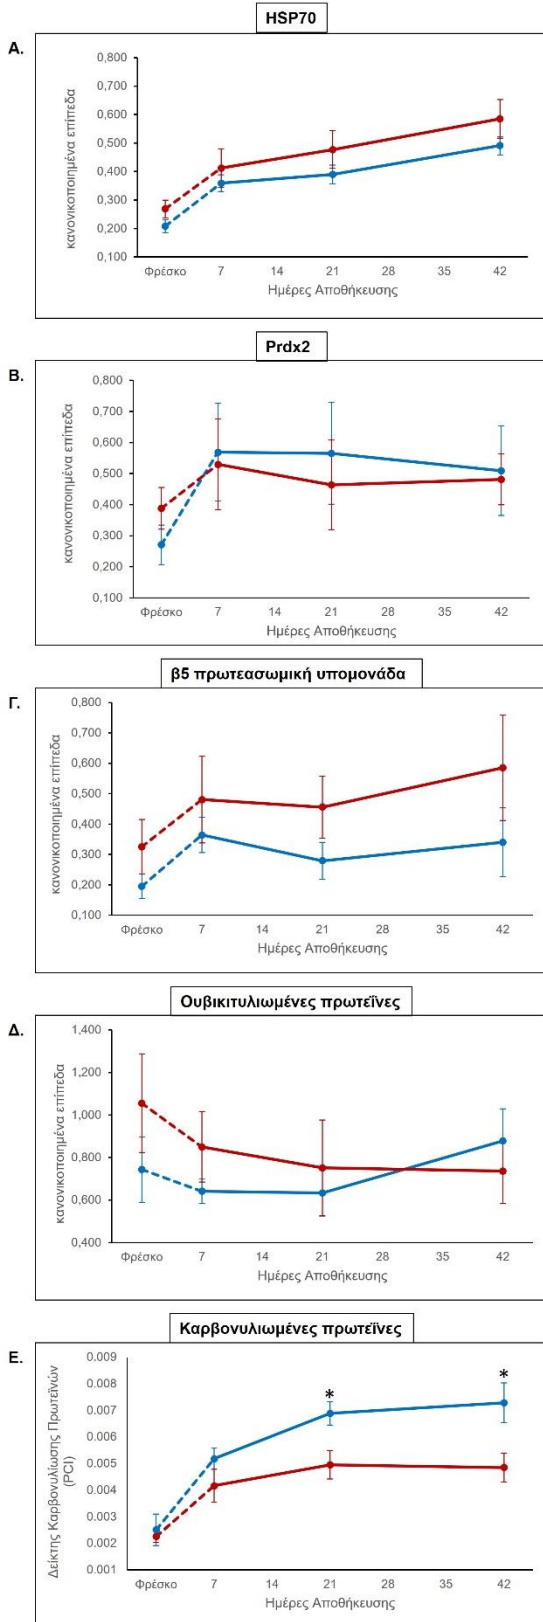 HSP70
Α.
κανονικοποιημένα επίπεδα
0,800
0,700
0,600
0,500
0,400
0,300
0,200
0,100
Φρέσκο 7 14 21 28 35 42
Ημέρες Αποθήκευσης
Prdx2
Β.
κανονικοποιημένα επίπεδα
0,800
0,700
0,600
0,500
0,400
0,300
0,200
0,100
Φρέσκο 7 14 21 28 35 42
Ημέρες Αποθήκευσης
β5 πρωτεασωμική υπομονάδα
Γ.
κανονικοποιημένα επίπεδα
0,800
0,700
0,600
0,500
0,400
0,300
0,200
0,100
Φρέσκο 7 14 21 28 35 42
Ημέρες Αποθήκευσης
Ουβικιτυλιωμένες πρωτεΐνες
Δ.
κανονικοποιημένα επίπεδα
1,400
1,200
1,000
0,800
0,600
0,400
Φρέσκο 7 14 21 28 35 42
Ημέρες Αποθήκευσης
Καρβονυλιωμένες πρωτεΐνες
Ε.
Δείκτης Καρβονυλίωσης Πρωτεϊνών
(PCI)
0.009
0.008
0.007
0.006
0.005
0.004
0.003
0.002
0.001
* *
Φρέσκο 7 14 21 28 35 42
Ημέρες Αποθήκευσης